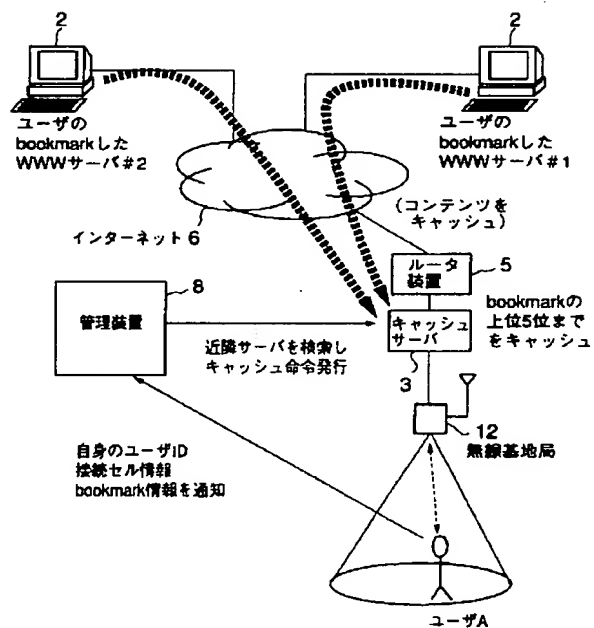 2
2
ユーザの
bookmarkした
WWWサーバ#2
ユーザの
bookmarkした
WWWサーバ#1
インターネット6
(コンテンツを
キャッシュ)
ルータ
装置
5
8
管理装置
近隣サーバを検索し
キャッシュ命令発行
キャッシュ
サーバ
bookmarkの
上位5位まで
をキャッシュ
3
12
無線基地局
自身のユーザID
接続セル情報
bookmark情報を通知
ユーザA